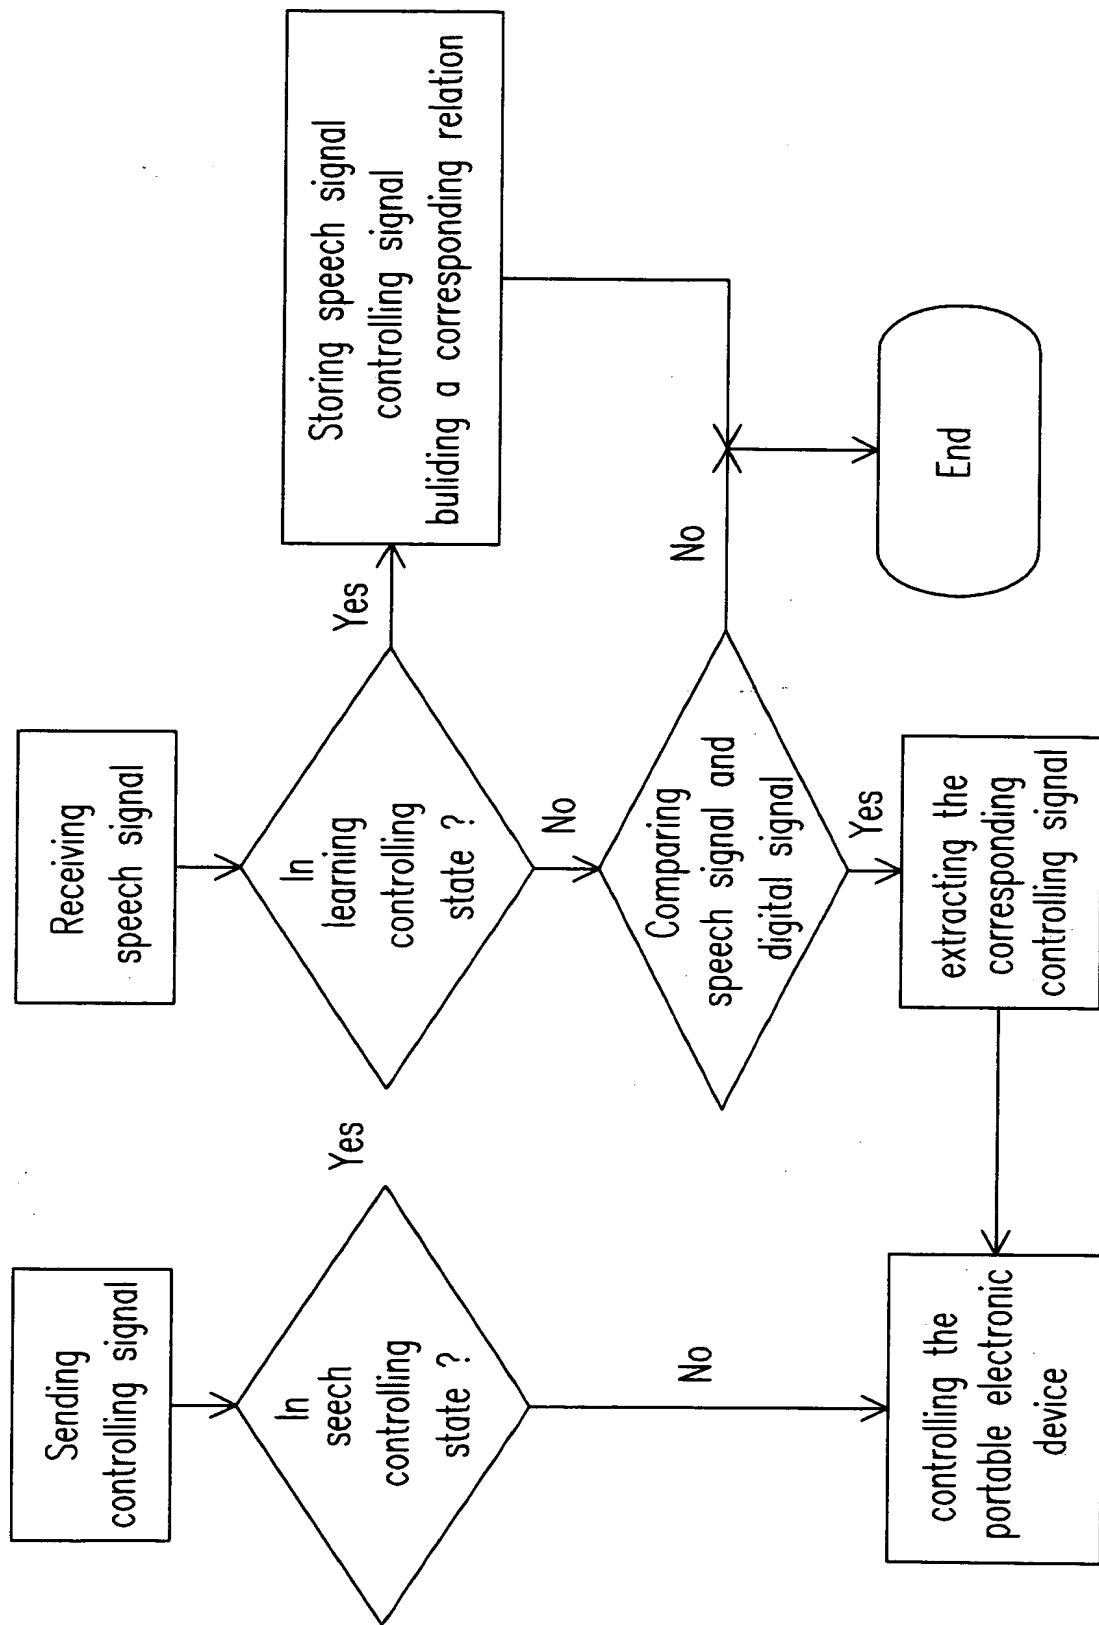 Sending
controlling signal
In
seech
controlling
state ?
Yes
No
controlling the
portable electronic
device
Receiving
speech signal
In
learning
controlling
state ?
Yes
No
Storing speech signal
controlling signal
buliding a corresponding relation
Comparing
speech signal and
digital signal
No
Yes
extracting the
corresponding
controlling signal
End